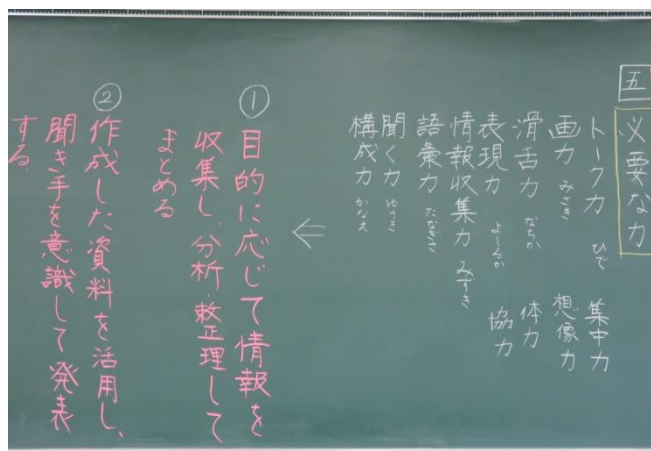 五
必要な力
トーク力 ひで 集中力
画力 みさき 想像力
滑舌力 ちか 体力
表現力 よしるか 協力
情報収集力 みずき
語彙力 たなぎさ
聞く力 ゆうき
構成力 かなえ
←
① 目的に応じて情報を
収集し、分析・整理して
まとめる
② 作成した資料を活用し、
聞き手を意識して発表
する